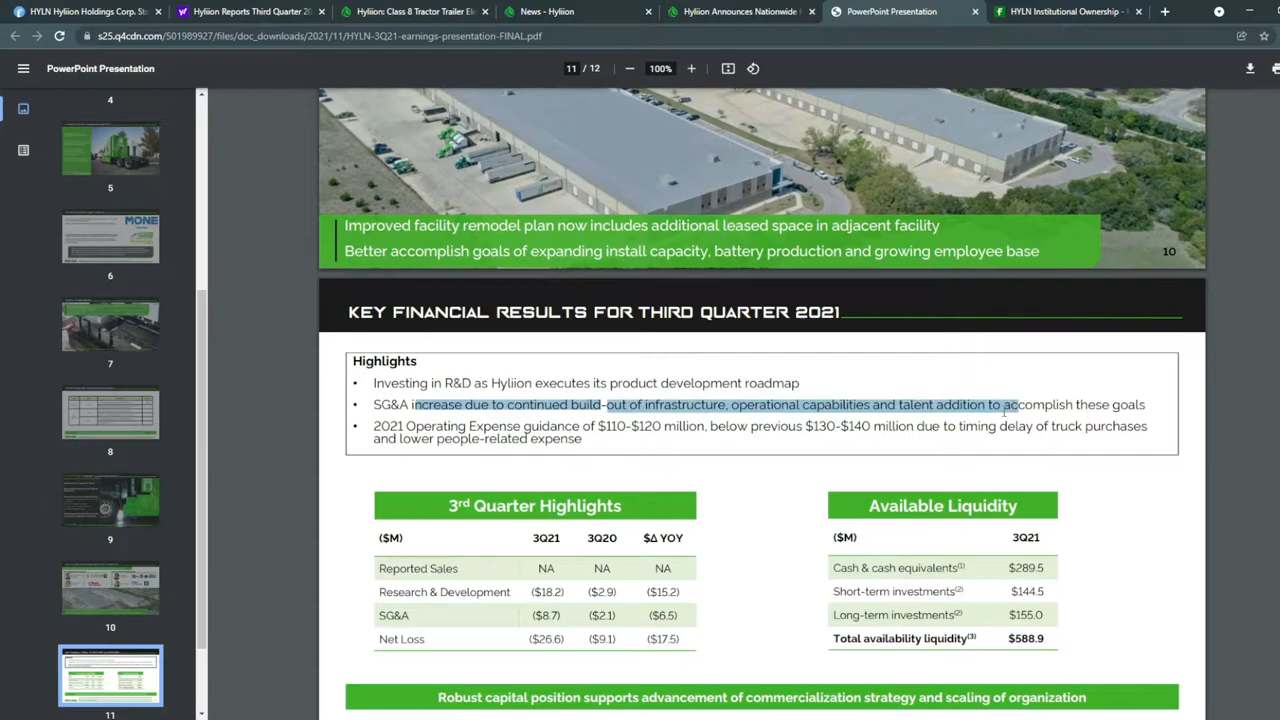 HYLN Hyliion Holdings Corp. St
Hyliion Reports Third Quarter 20
Hyliion: Class 8 Tractor Trailer Ele
News - Hyliion
Hyliion Announces Nationwide
PowerPoint Presentation
HYLN Institutional Ownership -
s25.q4cdn.com/501989927/files/doc_downloads/2021/11/HYLN-3Q21-earnings-presentation-FINAL.pdf
PowerPoint Presentation
11 / 12
100%
4
5
MONE
6
7
8
9
10
11
Improved facility remodel plan now includes additional leased space in adjacent facility
Better accomplish goals of expanding install capacity, battery production and growing employee base
10
KEY FINANCIAL RESULTS FOR THIRD QUARTER 2021
Highlights
• Investing in R&D as Hyliion executes its product development roadmap
• SG&A increase due to continued build-out of infrastructure, operational capabilities and talent addition to accomplish these goals
• 2021 Operating Expense guidance of $110-$120 million, below previous $130-$140 million due to timing delay of truck purchases
and lower people-related expense
3rd Quarter Highlights
($M) 3Q21 3Q20 $Δ YOY
Reported Sales NA NA NA
Research & Development ($18.2) ($2.9) ($15.2)
SG&A ($8.7) ($2.1) ($6.5)
Net Loss ($26.6) ($9.1) ($17.5)
Available Liquidity
($M) 3Q21
Cash & cash equivalents(1) $289.5
Short-term investments(2) $144.5
Long-term investments(2) $155.0
Total availability liquidity(3) $588.9
Robust capital position supports advancement of commercialization strategy and scaling of organization